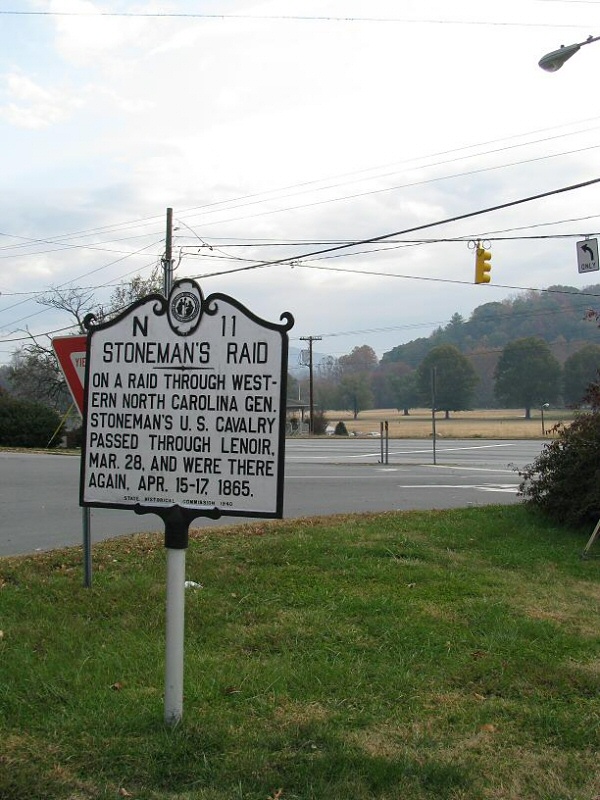 N 11
STONEMAN'S RAID
ON A RAID THROUGH WEST-
ERN NORTH CAROLINA GEN.
STONEMAN'S U.S. CAVALRY
PASSED THROUGH LENOIR,
MAR. 28, AND WERE THERE
AGAIN, APR. 15-17, 1865.
STATE HISTORICAL COMMISSION 1940
YIE
ONLY